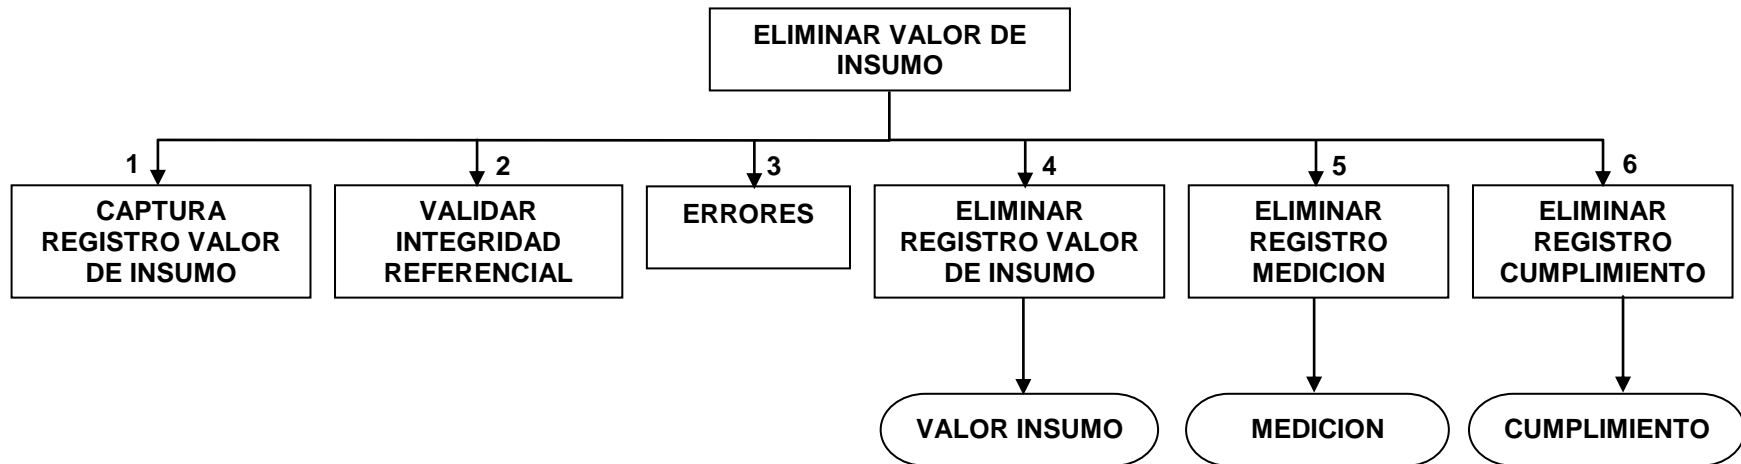 ELIMINAR VALOR DE
INSUMO
1
2
3
4
5
6
CAPTURA
REGISTRO VALOR
DE INSUMO
VALIDAR
INTEGRIDAD
REFERENCIAL
ERRORES
ELIMINAR
REGISTRO VALOR
DE INSUMO
ELIMINAR
REGISTRO
MEDICION
ELIMINAR
REGISTRO
CUMPLIMIENTO
VALOR INSUMO
MEDICION
CUMPLIMIENTO